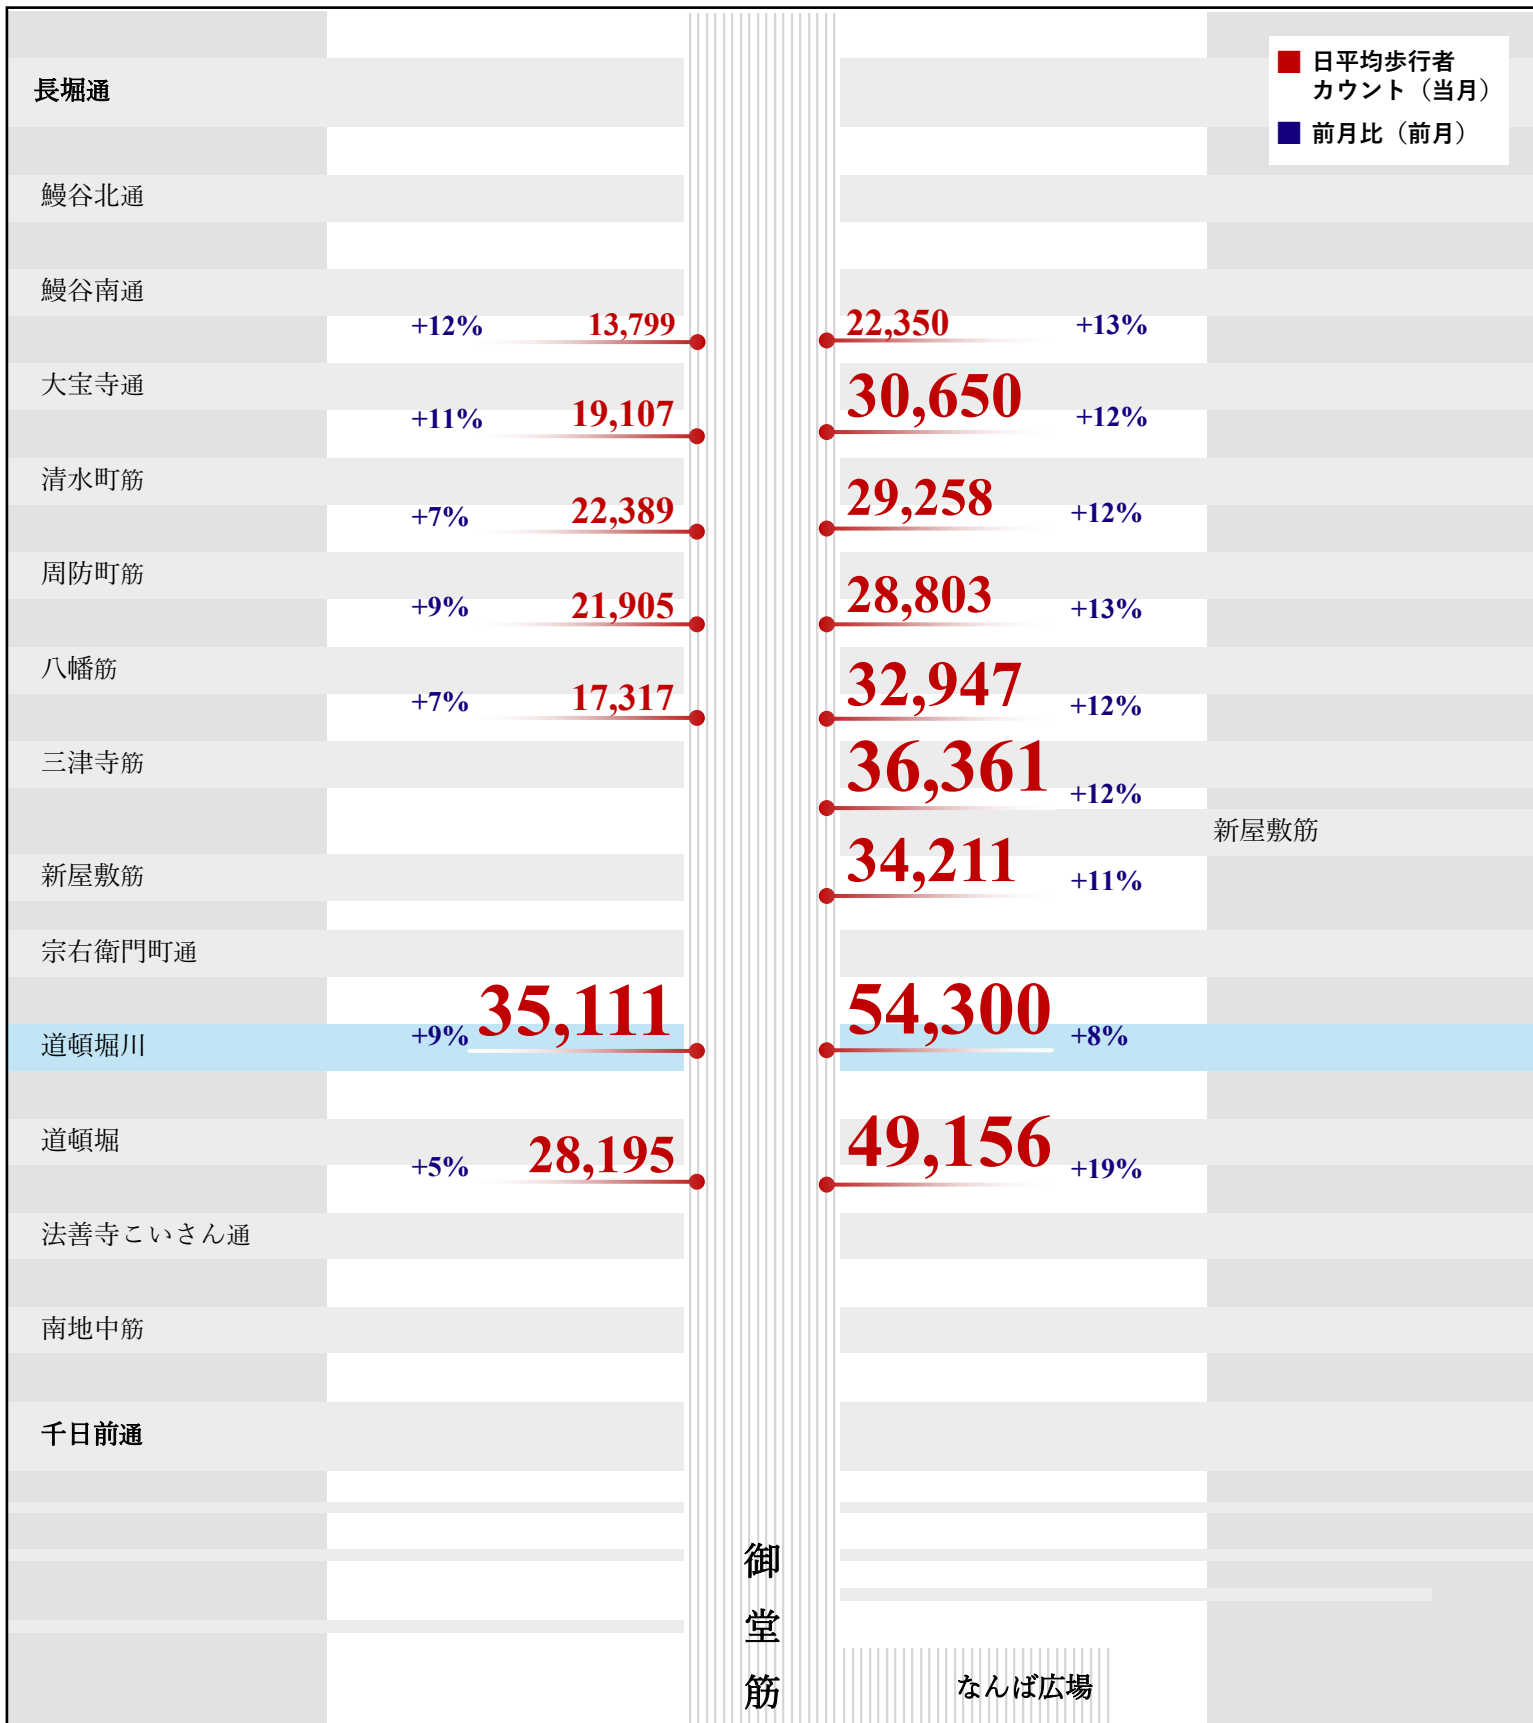 日平均歩行者
カウント（当月）
前月比（前月）
長堀通
鰻谷北通
鰻谷南通
+12% 13,799 22,350 +13%
大宝寺通
+11% 19,107 30,650 +12%
清水町筋
+7% 22,389 29,258 +12%
周防町筋
+9% 21,905 28,803 +13%
八幡筋
+7% 17,317 32,947 +12%
三津寺筋
36,361 +12%
新屋敷筋
新屋敷筋
34,211 +11%
宗右衛門町通
道頓堀川
+9% 35,111 54,300 +8%
道頓堀
+5% 28,195 49,156 +19%
法善寺こいさん通
南地中筋
千日前通
御堂筋
なんば広場